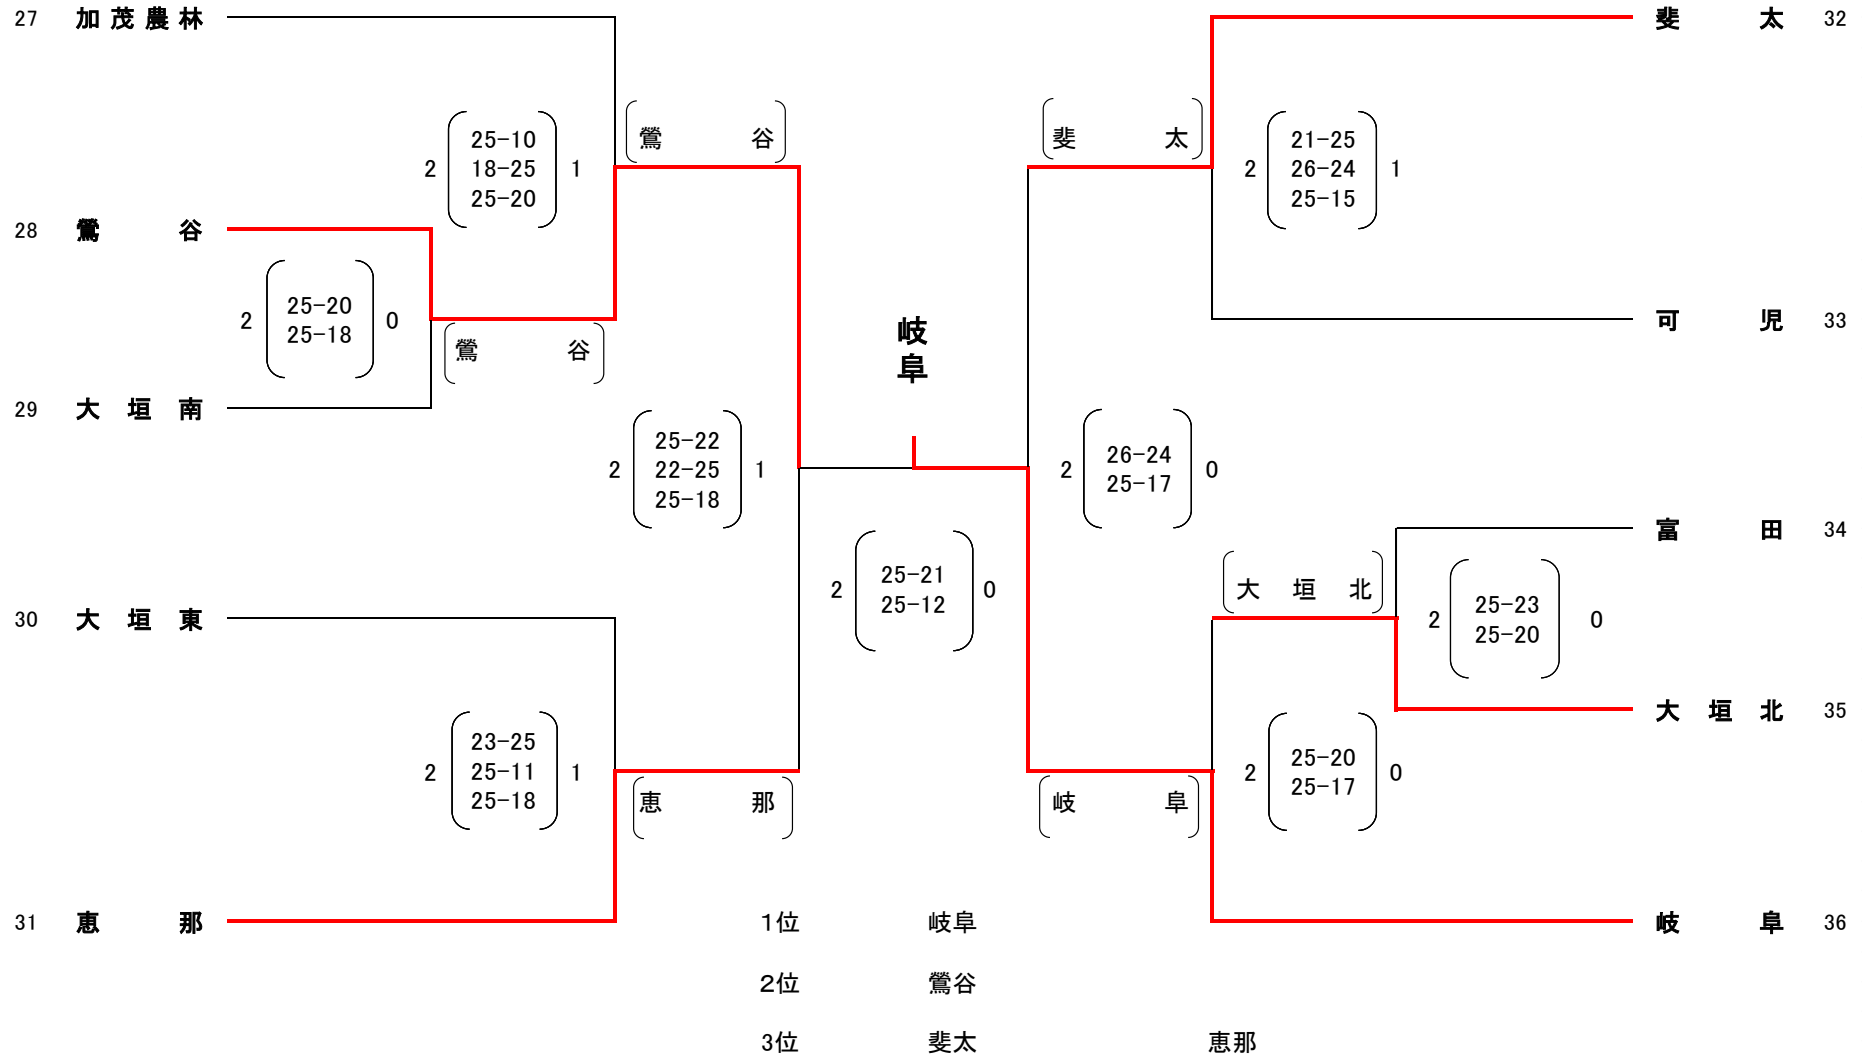 27 加茂農林
斐太 32
鶯谷
斐太
2 25-10 18-25 25-20 1
2 21-25 26-24 25-15 1
28 鶯谷
2 25-20 25-18 0
鶯谷
岐阜
可児 33
29 大垣南
2 25-22 22-25 25-18 1
2 26-24 25-17 0
富田 34
大垣北
2 25-21 25-12 0
2 25-23 25-20 0
30 大垣東
大垣北 35
2 23-25 25-11 25-18 1
2 25-20 25-17 0
恵那
岐阜
31 恵那
岐阜 36
1位 岐阜
2位 鶯谷
3位 斐太 恵那